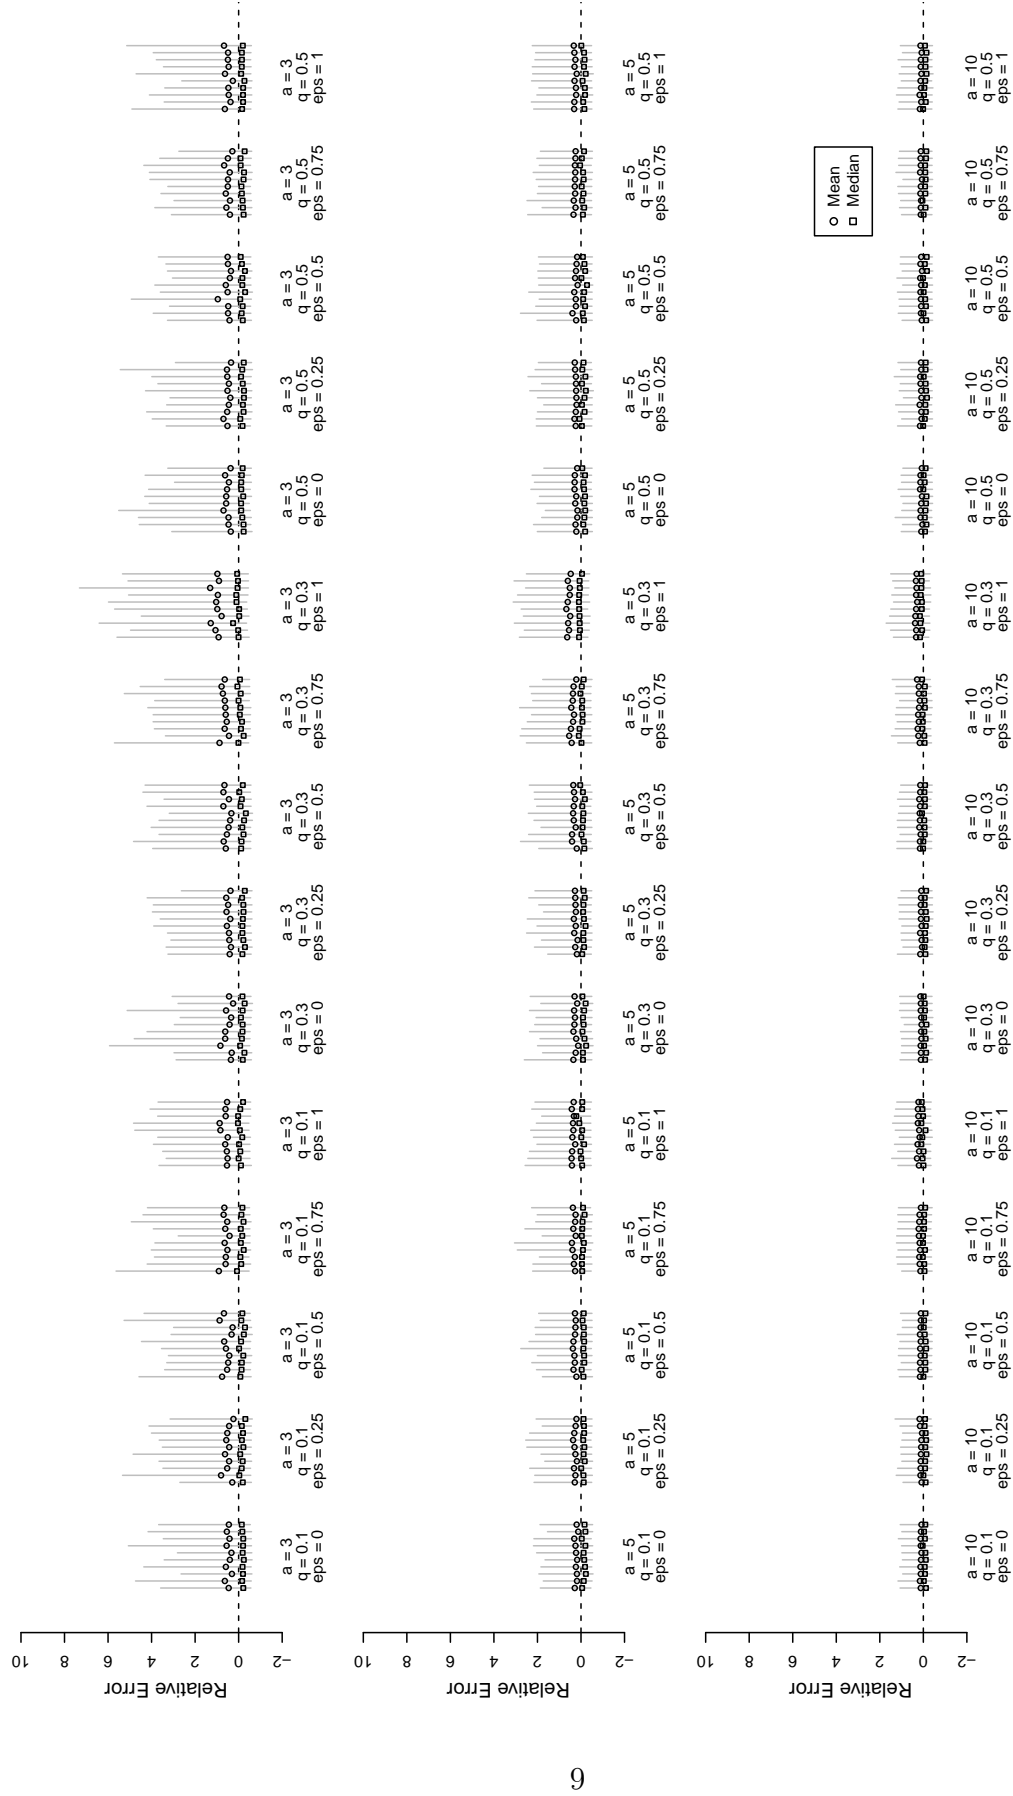 Relative Error
10
8
6
4
2
0
−2
a = 3
q = 0.1
eps = 0
a = 3
q = 0.1
eps = 0.25
a = 3
q = 0.1
eps = 0.5
a = 3
q = 0.1
eps = 0.75
a = 3
q = 0.1
eps = 1
a = 3
q = 0.3
eps = 0
a = 3
q = 0.3
eps = 0.25
a = 3
q = 0.3
eps = 0.5
a = 3
q = 0.3
eps = 0.75
a = 3
q = 0.3
eps = 1
a = 3
q = 0.5
eps = 0
a = 3
q = 0.5
eps = 0.25
a = 3
q = 0.5
eps = 0.5
a = 3
q = 0.5
eps = 0.75
a = 3
q = 0.5
eps = 1
Relative Error
10
8
6
4
2
0
−2
a = 5
q = 0.1
eps = 0
a = 5
q = 0.1
eps = 0.25
a = 5
q = 0.1
eps = 0.5
a = 5
q = 0.1
eps = 0.75
a = 5
q = 0.1
eps = 1
a = 5
q = 0.3
eps = 0
a = 5
q = 0.3
eps = 0.25
a = 5
q = 0.3
eps = 0.5
a = 5
q = 0.3
eps = 0.75
a = 5
q = 0.3
eps = 1
a = 5
q = 0.5
eps = 0
a = 5
q = 0.5
eps = 0.25
a = 5
q = 0.5
eps = 0.5
a = 5
q = 0.5
eps = 0.75
a = 5
q = 0.5
eps = 1
Relative Error
10
8
6
4
2
0
−2
Mean
Median
a = 10
q = 0.1
eps = 0
a = 10
q = 0.1
eps = 0.25
a = 10
q = 0.1
eps = 0.5
a = 10
q = 0.1
eps = 0.75
a = 10
q = 0.1
eps = 1
a = 10
q = 0.3
eps = 0
a = 10
q = 0.3
eps = 0.25
a = 10
q = 0.3
eps = 0.5
a = 10
q = 0.3
eps = 0.75
a = 10
q = 0.3
eps = 1
a = 10
q = 0.5
eps = 0
a = 10
q = 0.5
eps = 0.25
a = 10
q = 0.5
eps = 0.5
a = 10
q = 0.5
eps = 0.75
a = 10
q = 0.5
eps = 1
9